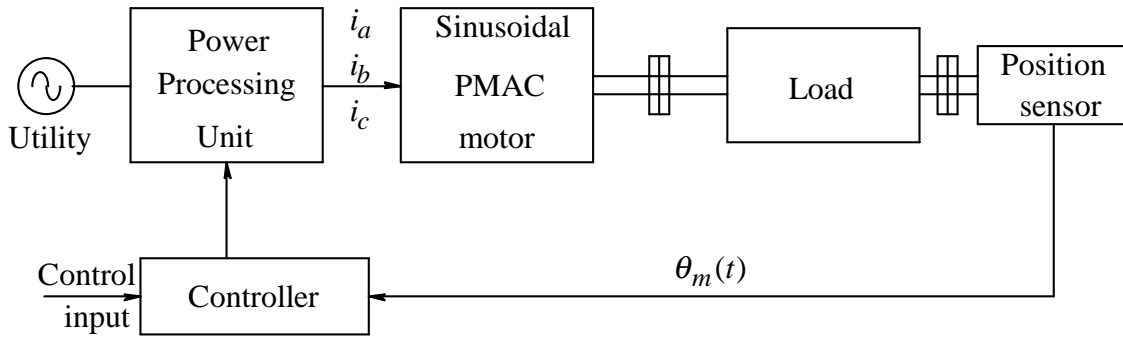 Utility
Power
Processing
Unit
i_a
i_b
i_c
Sinusoidal
PMAC
motor
Load
Position
sensor
Control
input
Controller
θ_m(t)